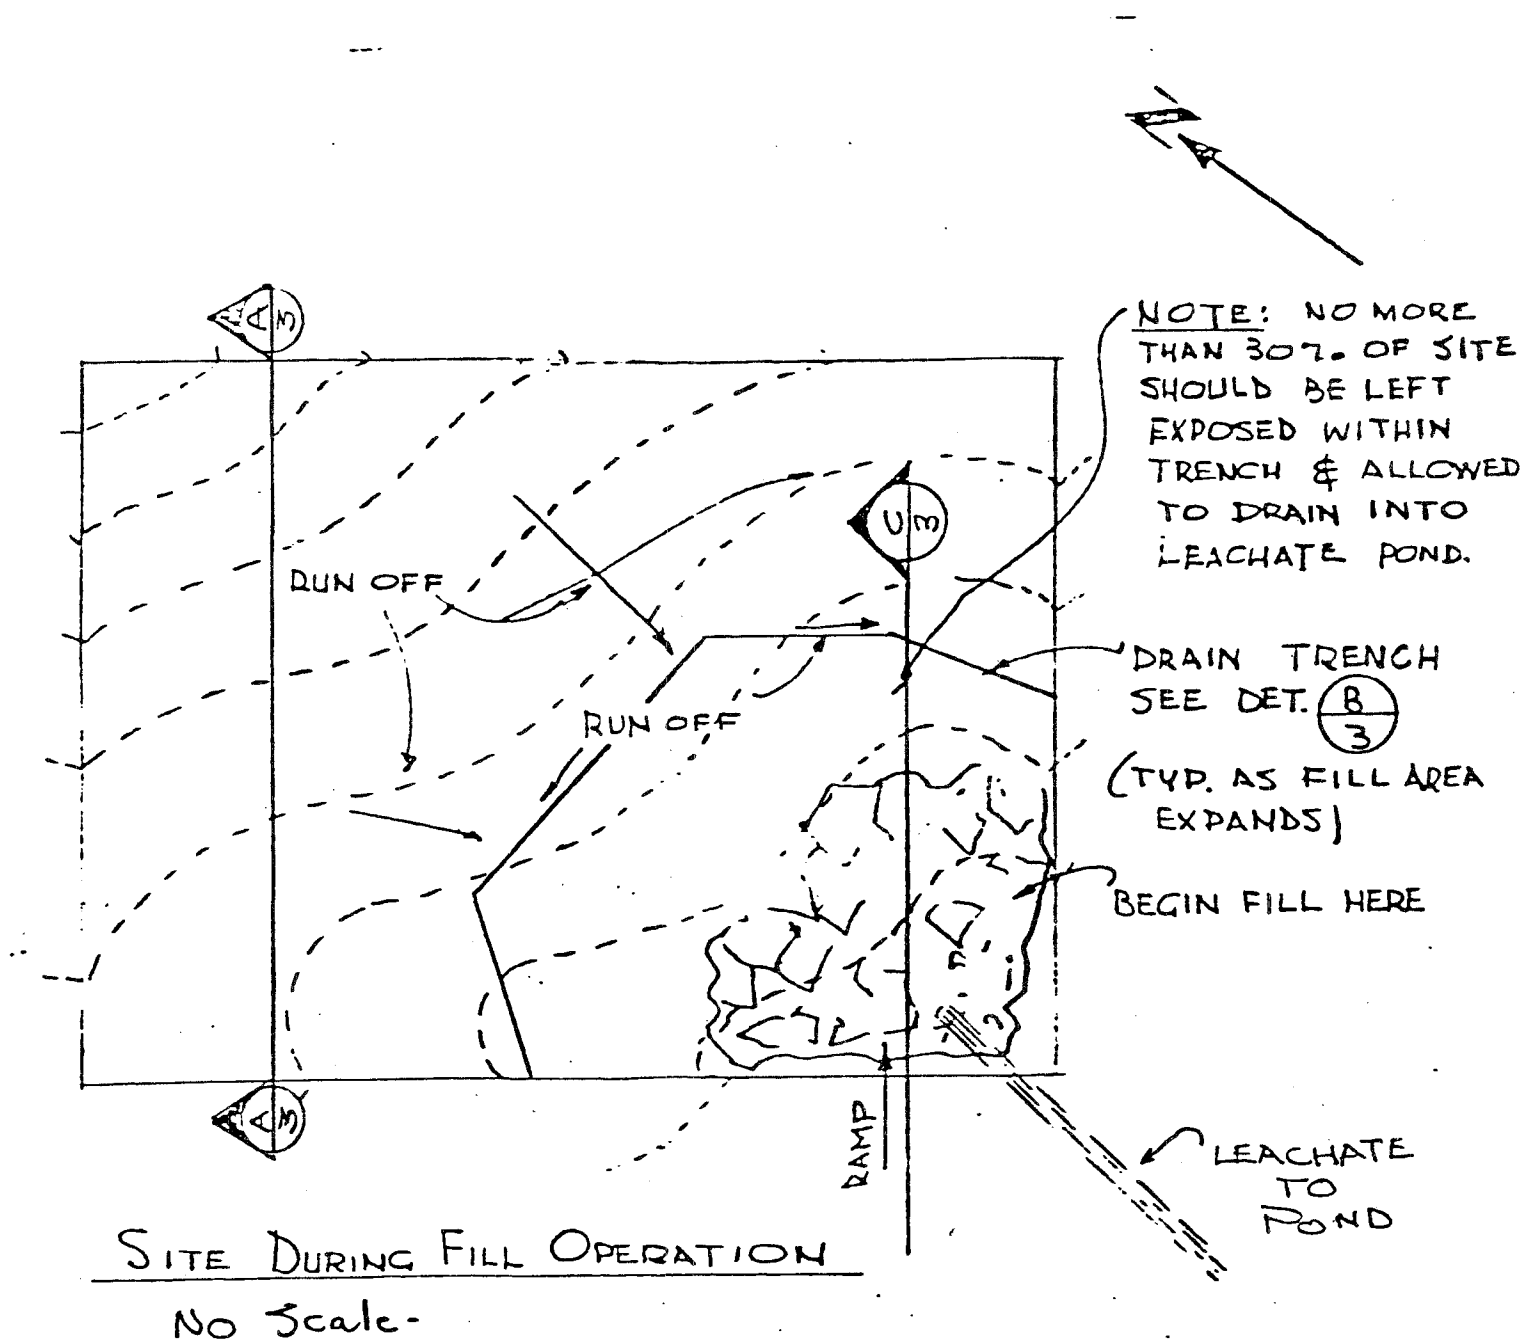 N
A
3
NOTE: NO MORE
THAN 30%. OF SITE
SHOULD BE LEFT
EXPOSED WITHIN
TRENCH & ALLOWED
TO DRAIN INTO
LEACHATE POND.
C
3
RUN OFF
DRAIN TRENCH
SEE DET. B
3
RUN OFF
(TYP. AS FILL AREA
EXPANDS)
BEGIN FILL HERE
A
3
RAMP
LEACHATE
TO
POND
SITE DURING FILL OPERATION
No Scale-